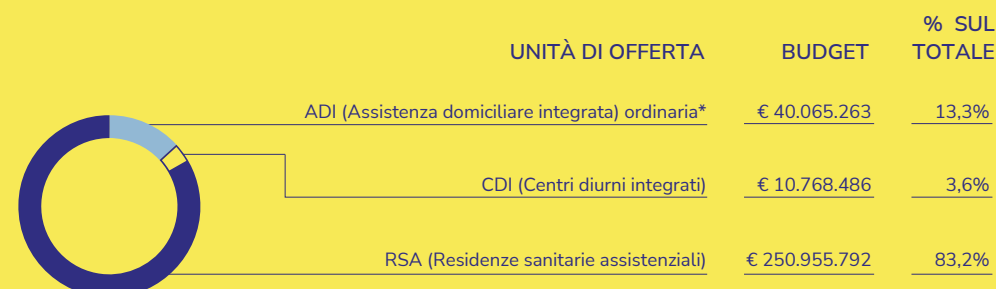 UNITÀ DI OFFERTA BUDGET % SUL TOTALE
ADI (Assistenza domiciliare integrata) ordinaria* € 40.065.263 13,3%
CDI (Centri diurni integrati) € 10.768.486 3,6%
RSA (Residenze sanitarie assistenziali) € 250.955.792 83,2%